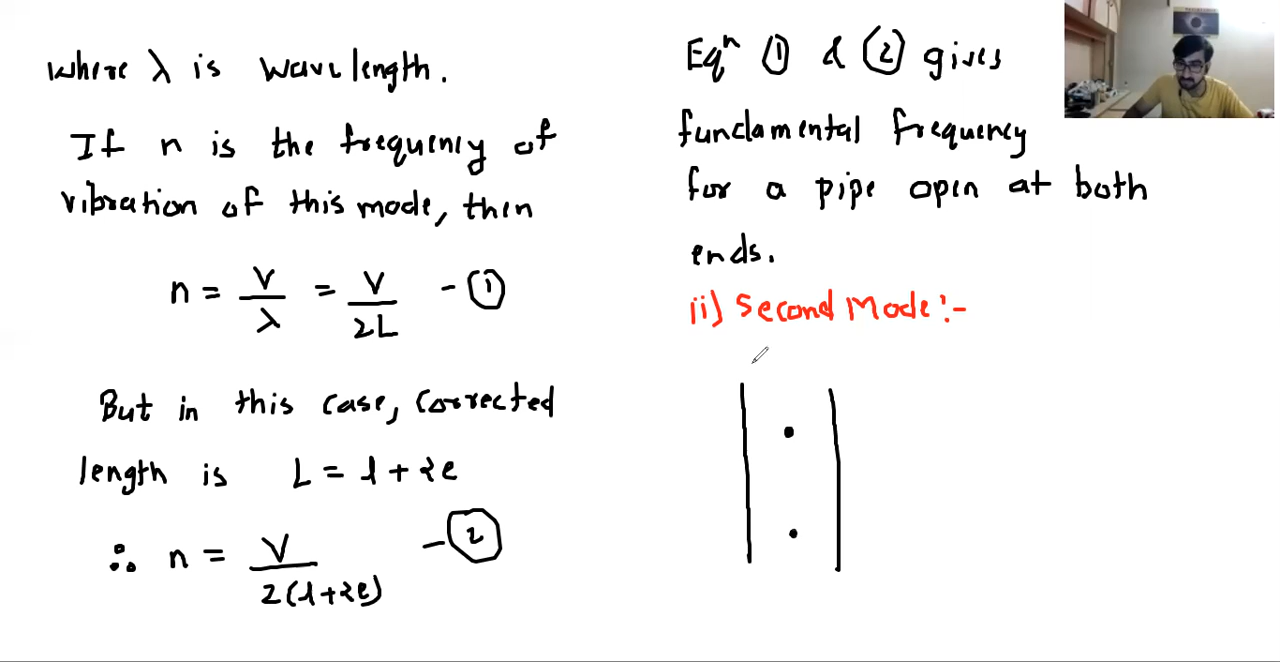 where λ is wavelength.
If n is the frequency of
vibration of this mode, then
n = V/λ = V/2L - ①
But in this case, corrected
length is L = l + 2e
∴ n = V/2(l+2e) - ②
Eqⁿ ① & ② gives
fundamental frequency
for a pipe open at both
ends.
ii) Second Mode:-